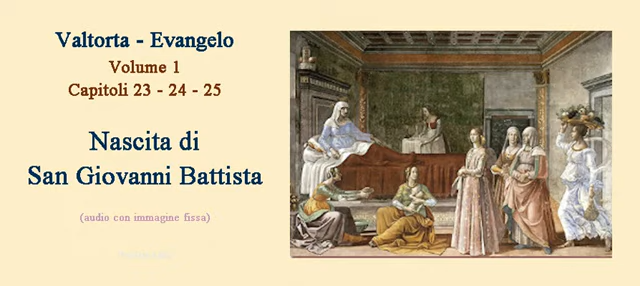 Valtorta - Evangelo
Volume 1
Capitoli 23 - 24 - 25
Nascita di
San Giovanni Battista
(audio con immagine fissa)